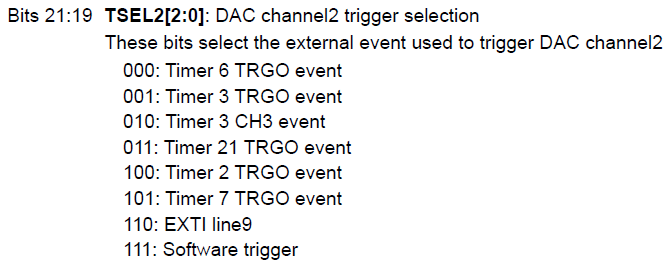 Bits 21:19 TSEL2[2:0]: DAC channel2 trigger selection
These bits select the external event used to trigger DAC channel2
000: Timer 6 TRGO event
001: Timer 3 TRGO event
010: Timer 3 CH3 event
011: Timer 21 TRGO event
100: Timer 2 TRGO event
101: Timer 7 TRGO event
110: EXTI line9
111: Software trigger